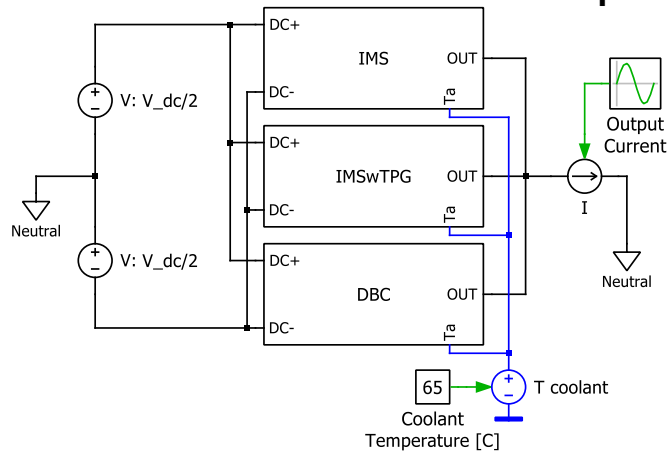 DC+
IMS
OUT
DC-
Ta
V: V_dc/2
Output
Current
DC+
IMSwTPG
OUT
DC-
Ta
I
Neutral
V: V_dc/2
DC+
DBC
OUT
DC-
Ta
Neutral
65
T coolant
Coolant
Temperature [C]